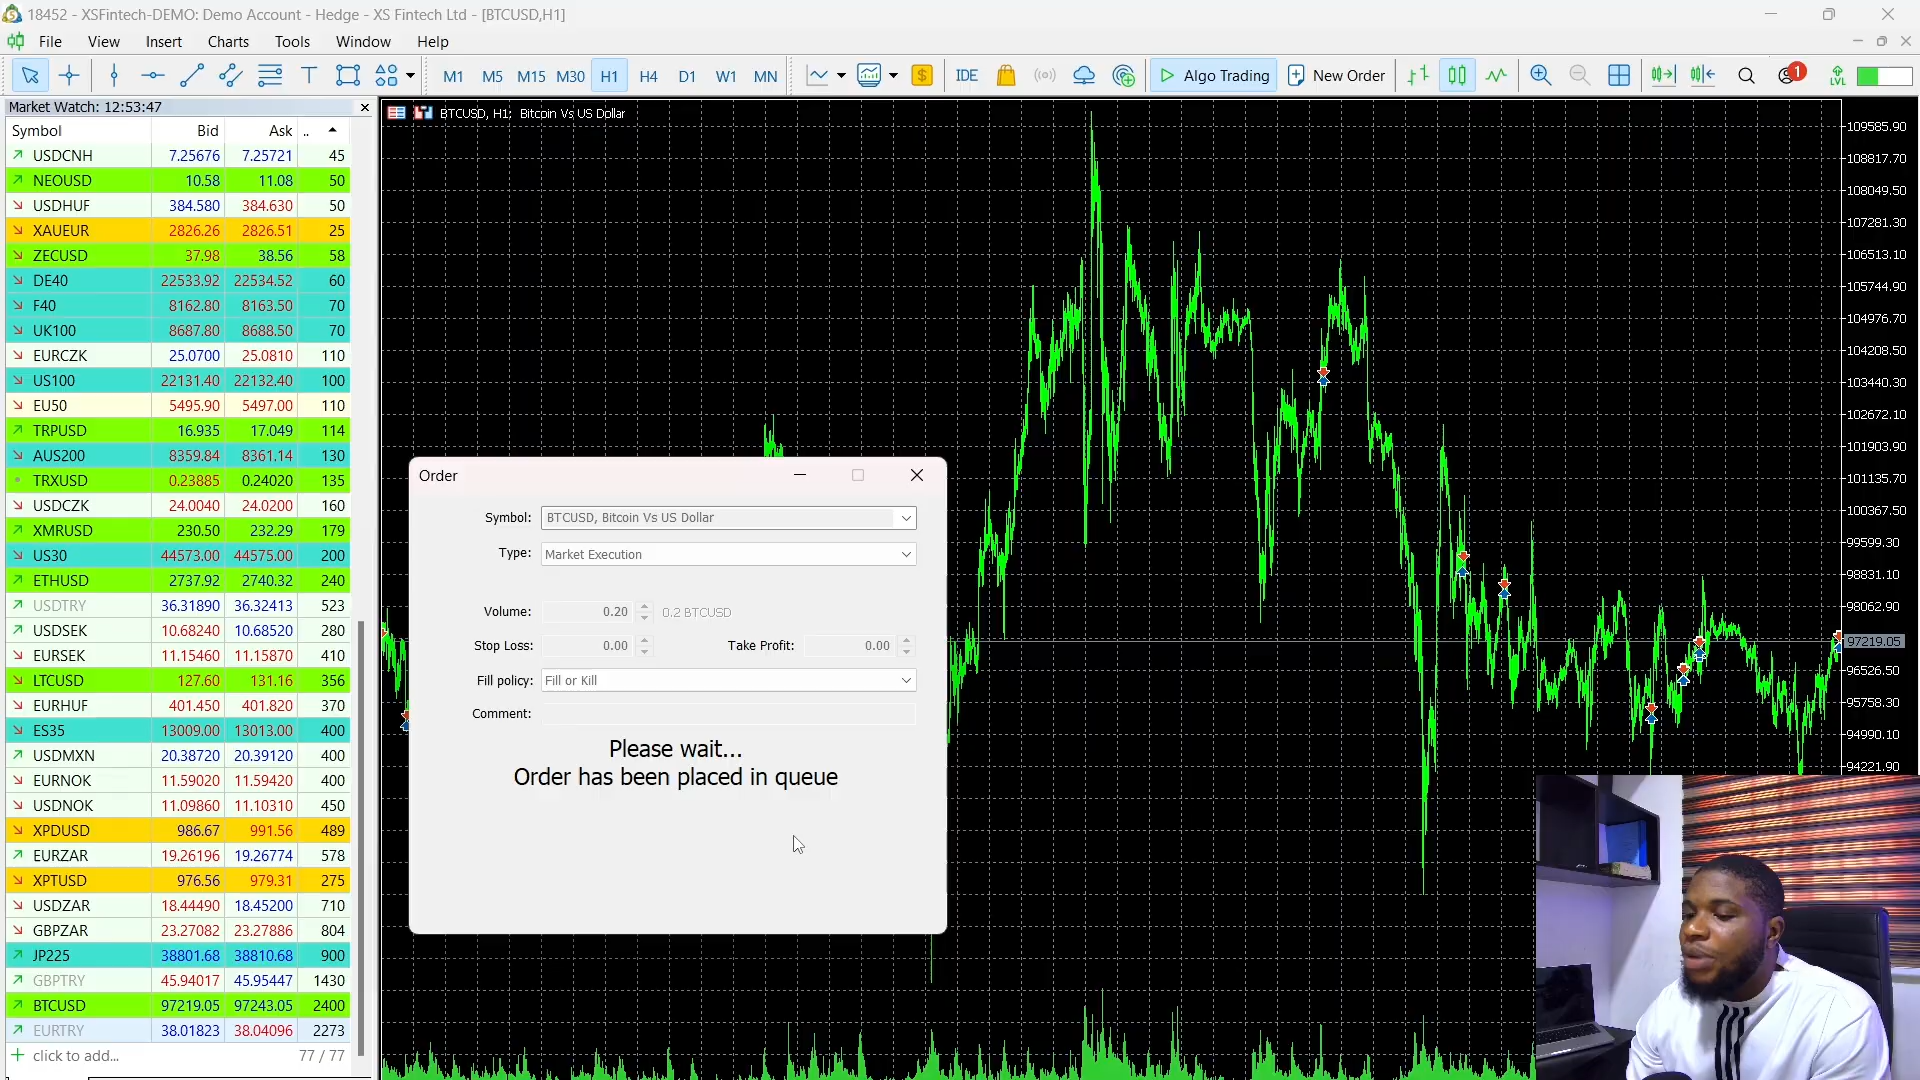 18452 - XSFintech-DEMO: Demo Account - Hedge - XS Fintech Ltd - [BTCUSD,H1]
File View Insert Charts Tools Window Help
M1 M5 M15 M30 H1 H4 D1 W1 MN IDE Algo Trading New Order 1 LVL
Market Watch: 12:53:47
Symbol Bid Ask ..
USDCNH 7.25676 7.25721 45
NEOUSD 10.58 11.08 50
USDHUF 384.580 384.630 50
XAUEUR 2826.26 2826.51 25
ZECUSD 37.98 38.56 58
DE40 22533.92 22534.52 60
F40 8162.80 8163.50 70
UK100 8687.80 8688.50 70
EURCZK 25.0700 25.0810 110
US100 22131.40 22132.40 100
EU50 5495.90 5497.00 110
TRPUSD 16.935 17.049 114
AUS200 8359.84 8361.14 130
TRXUSD 0.23885 0.24020 135
USDCZK 24.0040 24.0200 160
XMRUSD 230.50 232.29 179
US30 44573.00 44575.00 200
ETHUSD 2737.92 2740.32 240
USDTRY 36.31890 36.32413 523
USDSEK 10.68240 10.68520 280
EURSEK 11.15460 11.15870 410
LTCUSD 127.60 131.16 356
EURHUF 401.450 401.820 370
ES35 13009.00 13013.00 400
USDMXN 20.38720 20.39120 400
EURNOK 11.59020 11.59420 400
USDNOK 11.09860 11.10310 450
XPDUSD 986.67 991.56 489
EURZAR 19.26196 19.26774 578
XPTUSD 976.56 979.31 275
USDZAR 18.44490 18.45200 710
GBPZAR 23.27082 23.27886 804
JP225 38801.68 38810.68 900
GBPTRY 45.94017 45.95447 1430
BTCUSD 97219.05 97243.05 2400
EURTRY 38.01823 38.04096 2273
click to add... 77 / 77
BTCUSD, H1: Bitcoin Vs US Dollar
109585.90
108817.70
108049.50
107281.30
106513.10
105744.90
104976.70
104208.50
103440.30
102672.10
101903.90
101135.70
100367.50
99599.30
98831.10
98062.90
97219.05
96526.50
95758.30
94990.10
94221.90
Order
Symbol: BTCUSD, Bitcoin Vs US Dollar
Type: Market Execution
Volume: 0.20 0.2 BTCUSD
Stop Loss: 0.00 Take Profit: 0.00
Fill policy: Fill or Kill
Comment:
Please wait...
Order has been placed in queue